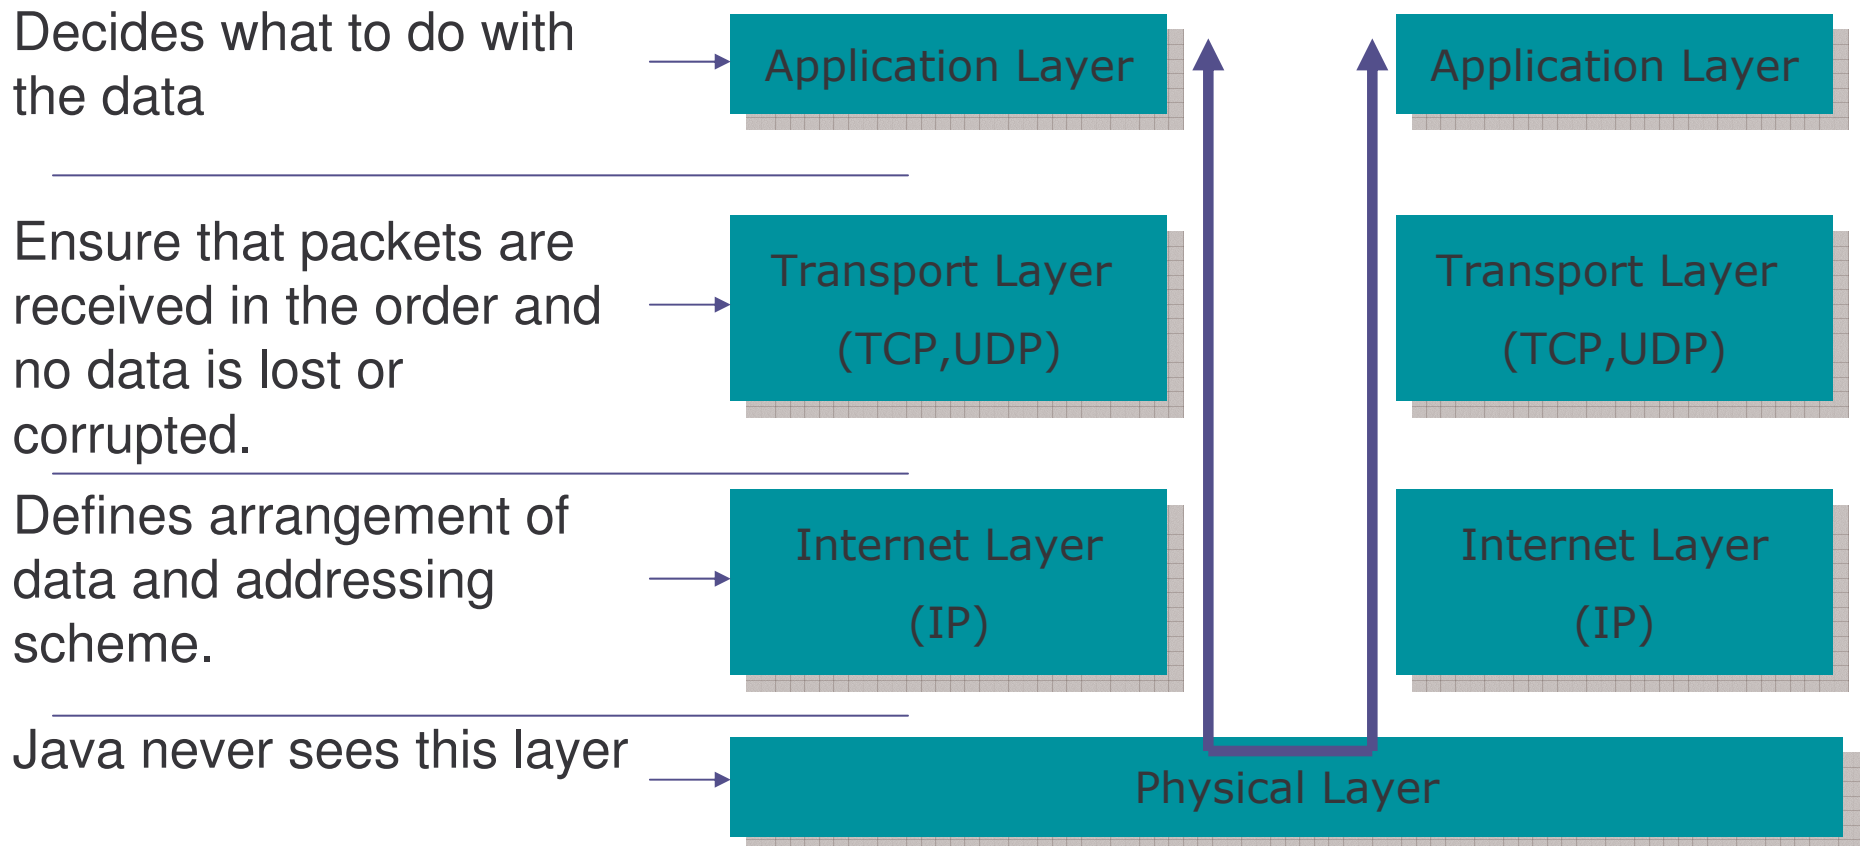 Decides what to do with
the data
Application Layer
Application Layer
Ensure that packets are
received in the order and
no data is lost or
corrupted.
Transport Layer
(TCP,UDP)
Transport Layer
(TCP,UDP)
Defines arrangement of
data and addressing
scheme.
Internet Layer
(IP)
Internet Layer
(IP)
Java never sees this layer
Physical Layer